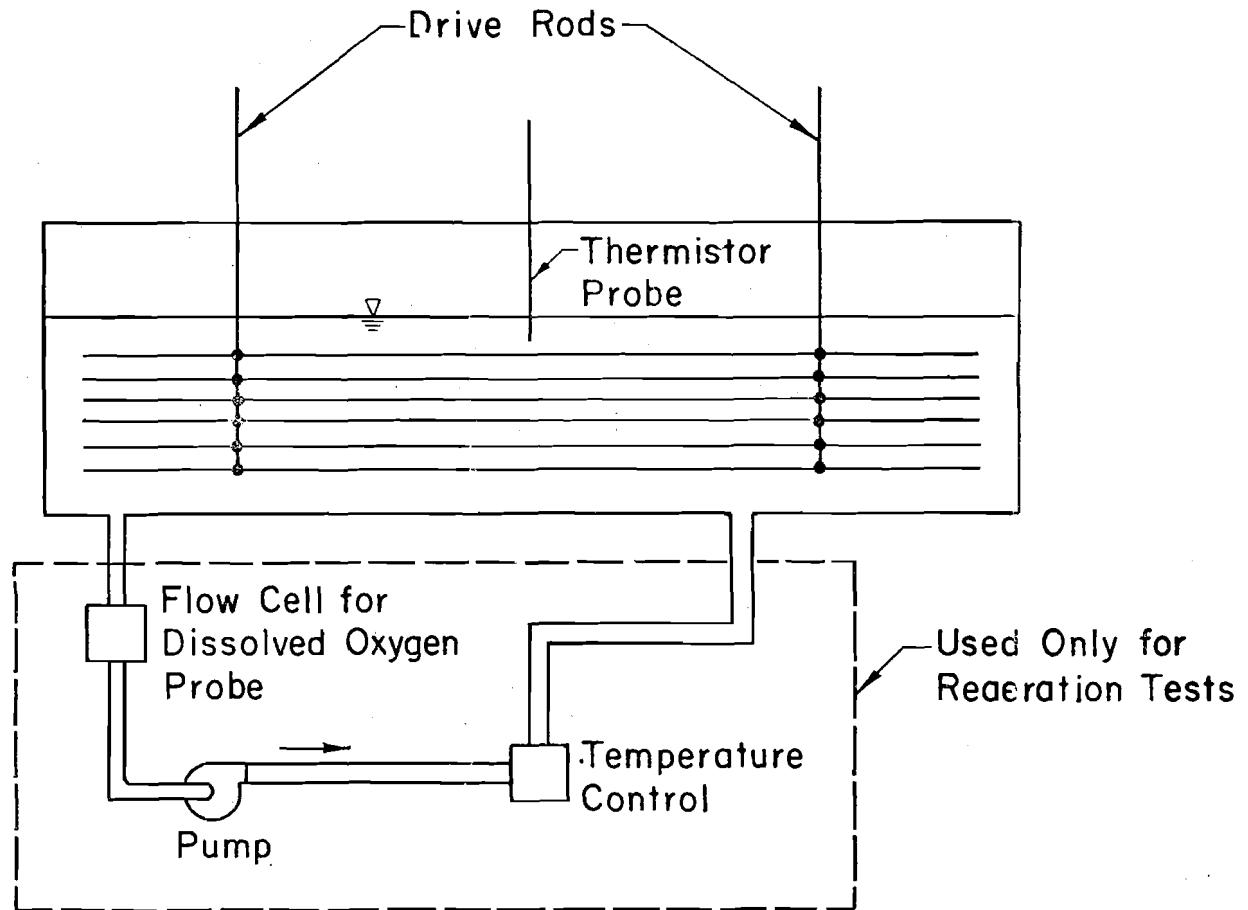 Drive Rods
Thermistor
Probe
Flow Cell for
Dissolved Oxygen
Probe
Used Only for
Reaeration Tests
Temperature
Control
Pump